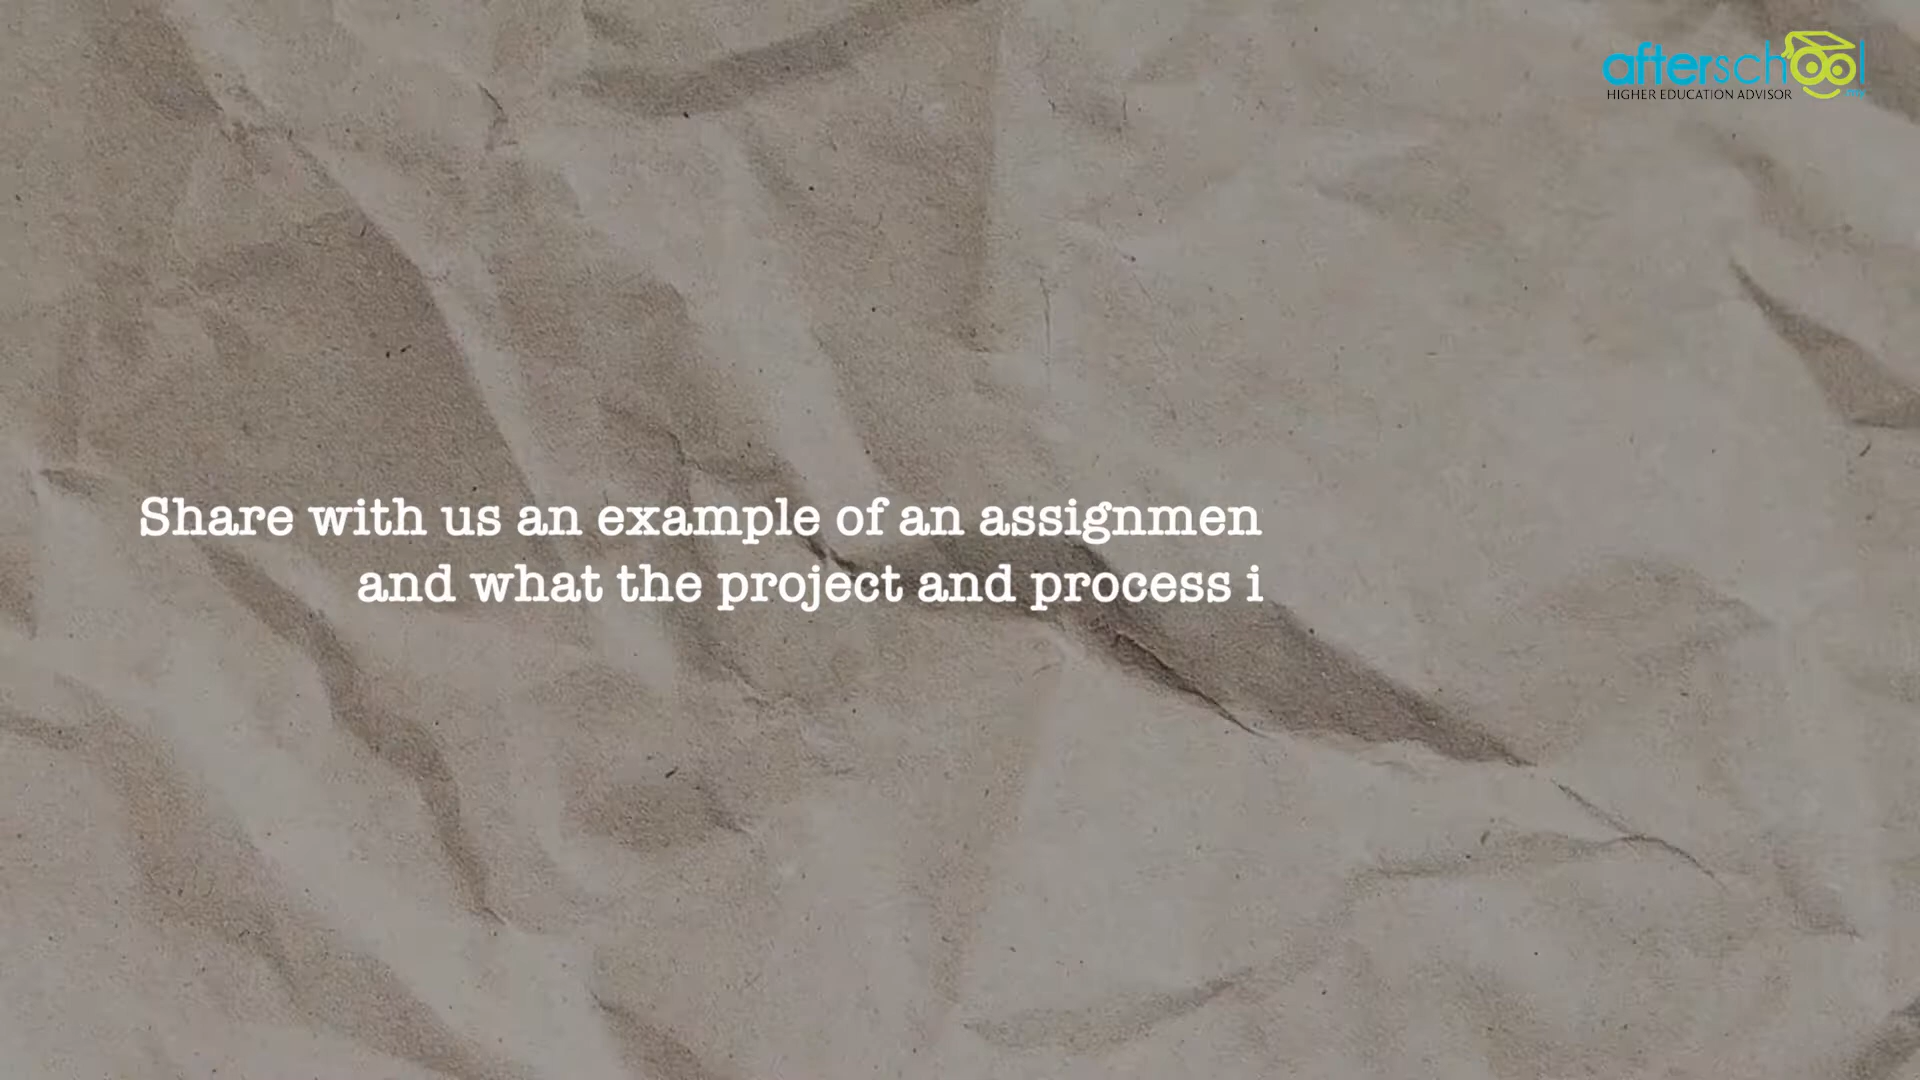 afterschool
HIGHER EDUCATION ADVISOR
Share with us an example of an assignmen
and what the project and process i